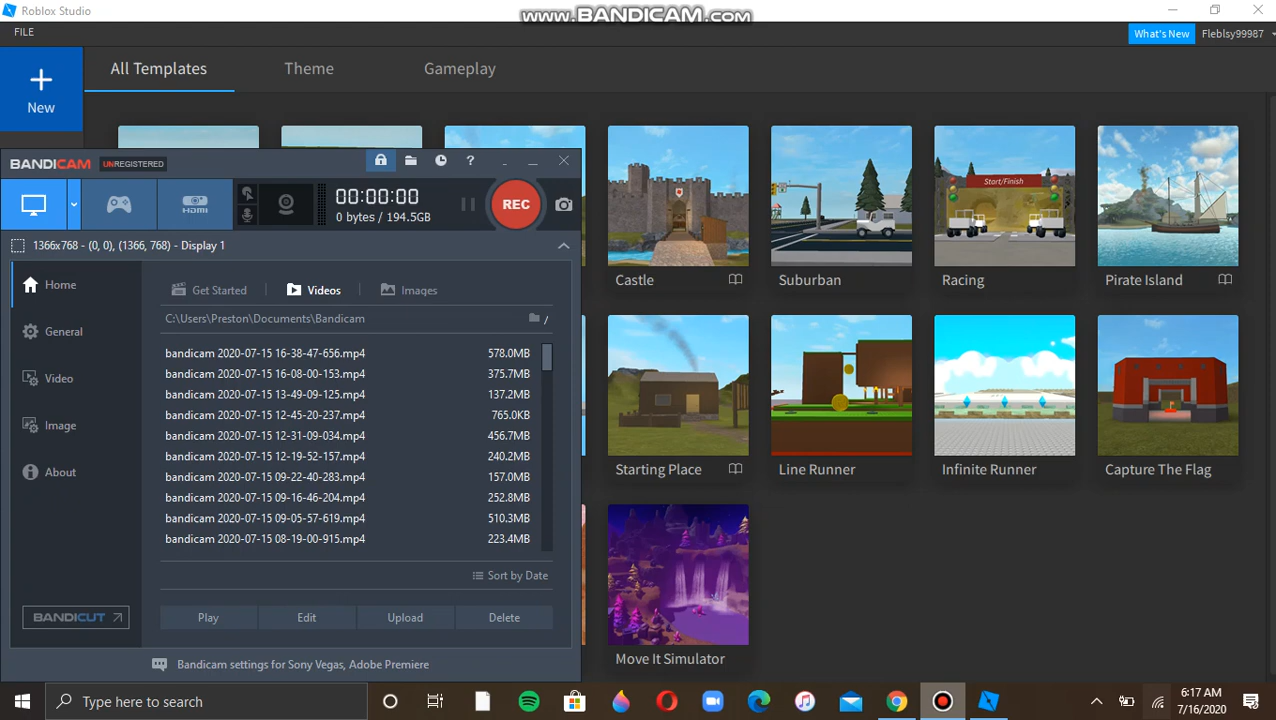 Roblox Studio
www.BANDICAM.com
FILE
What's New
Fleblsy99987
New
All Templates
Theme
Gameplay
BANDICAM
UNREGISTERED
?
HDMI
00:00:00
0 bytes / 194.5GB
REC
1366x768 - (0, 0), (1366, 768) - Display 1
Home
General
Video
Image
About
BANDICUT
Get Started
Videos
Images
C:\Users\Preston\Documents\Bandicam
/
bandicam 2020-07-15 16-38-47-656.mp4 578.0MB
bandicam 2020-07-15 16-08-00-153.mp4 375.7MB
bandicam 2020-07-15 13-49-09-125.mp4 137.2MB
bandicam 2020-07-15 12-45-20-237.mp4 765.0KB
bandicam 2020-07-15 12-31-09-034.mp4 456.7MB
bandicam 2020-07-15 12-19-52-157.mp4 240.2MB
bandicam 2020-07-15 09-22-40-283.mp4 157.0MB
bandicam 2020-07-15 09-16-46-204.mp4 252.8MB
bandicam 2020-07-15 09-05-57-619.mp4 510.3MB
bandicam 2020-07-15 08-19-00-915.mp4 223.4MB
Sort by Date
Play
Edit
Upload
Delete
Bandicam settings for Sony Vegas, Adobe Premiere
Start/Finish
Castle
Suburban
Racing
Pirate Island
Starting Place
Line Runner
Infinite Runner
Capture The Flag
Move It Simulator
Type here to search
6:17 AM
7/16/2020